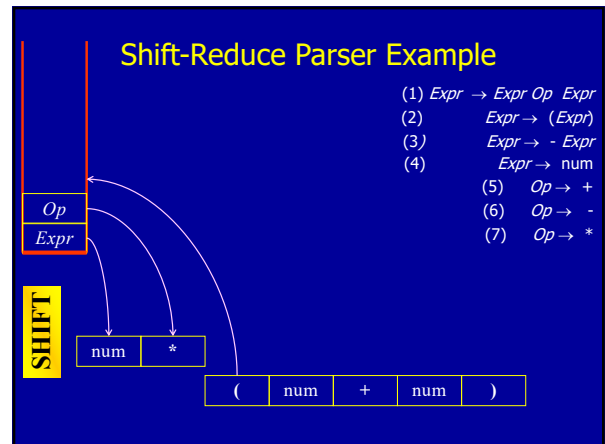 Shift-Reduce Parser Example
(1) Expr → Expr Op Expr
(2) Expr → (Expr)
(3) Expr → - Expr
(4) Expr → num
(5) Op → +
(6) Op → -
(7) Op → *
Op
Expr
SHIFT
num *
( num + num )